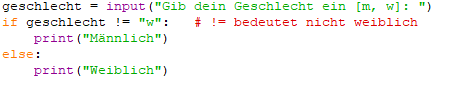 geschlecht = input("Gib dein Geschlecht ein [m, w]: ")
if geschlecht != "w":   # != bedeutet nicht weiblich
    print("Männlich")
else:
    print("Weiblich")